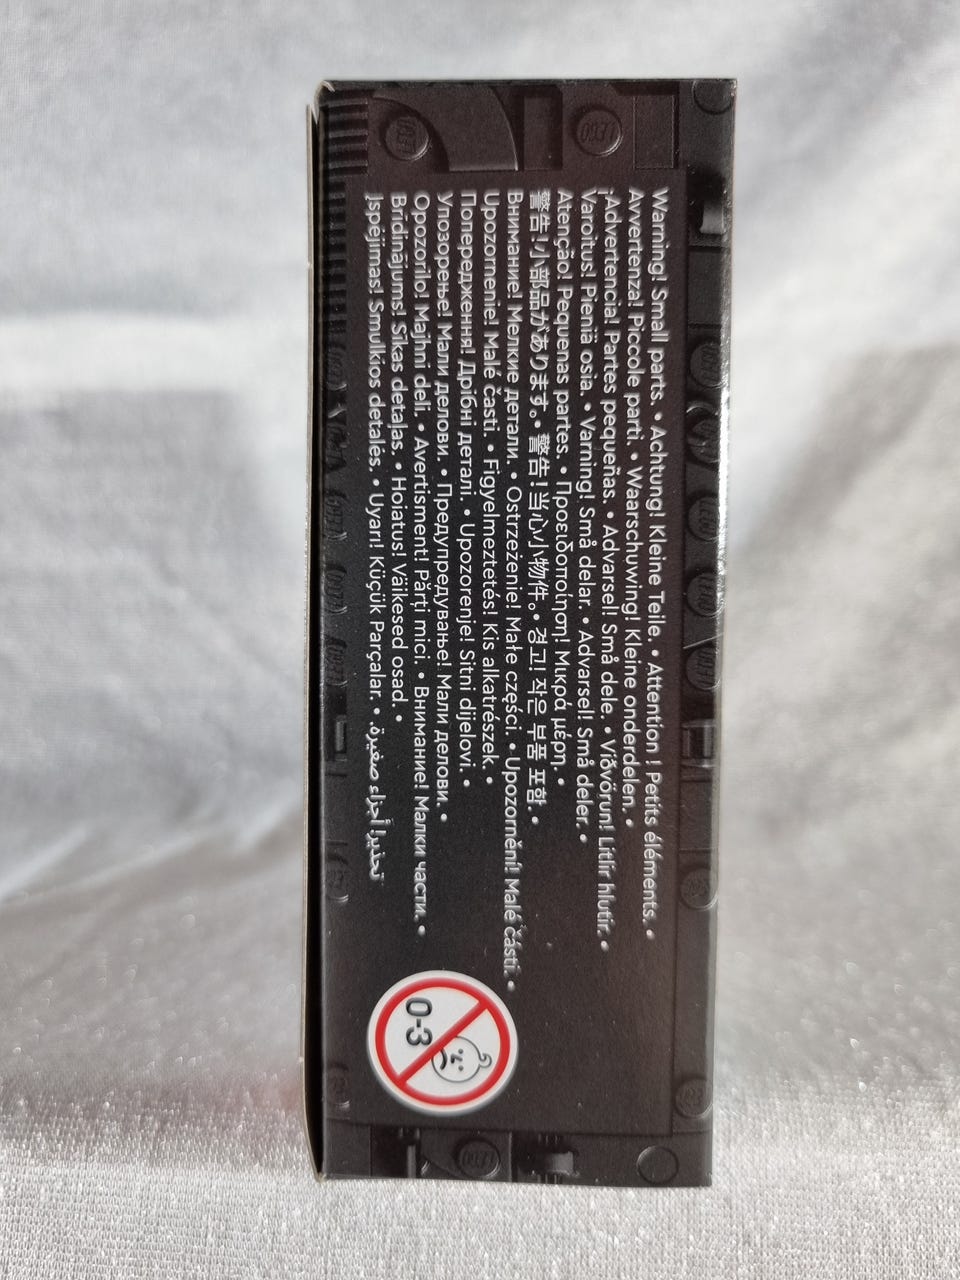 Warning! Small parts. • Achtung! Kleine Teile. • Attention ! Petits éléments. •
Avvertenza! Piccole parti. • Waarschuwing! Kleine onderdelen. •
¡Advertencia! Partes pequeñas. • Advarsel! Små dele. • Viðvörun! Litlir hlutir. •
Varoitus! Pieniä osia. • Varning! Små delar. • Advarsel! Små deler. •
Atenção! Pequenas partes. • Προειδοποίηση! Μικρά μέρη. •
警告！小部品があります。• 警告！当心小物件。• 경고! 작은 부품 포함. •
Внимание! Мелкие детали. • Ostrzeżenie! Małe części. • Upozornění! Malé části. •
Upozornenie! Malé časti. • Figyelmeztetés! Kis alkatrészek. •
Попередження! Дрібні деталі. • Upozorenje! Sitni dijelovi. •
Упозорење! Мали делови. • Предупредување! Мали делови. •
Opozorilo! Majhni deli. • Avertisment! Părți mici. • Внимание! Малки части. •
Brīdinājums! Sīkas detaļas. • Hoiatus! Väikesed osad. •
Įspėjimas! Smulkios detalės. • Uyarı! Küçük Parçalar. • تحذير! أجزاء صغيرة.
0-3
LEGO
LEGO
LEGO